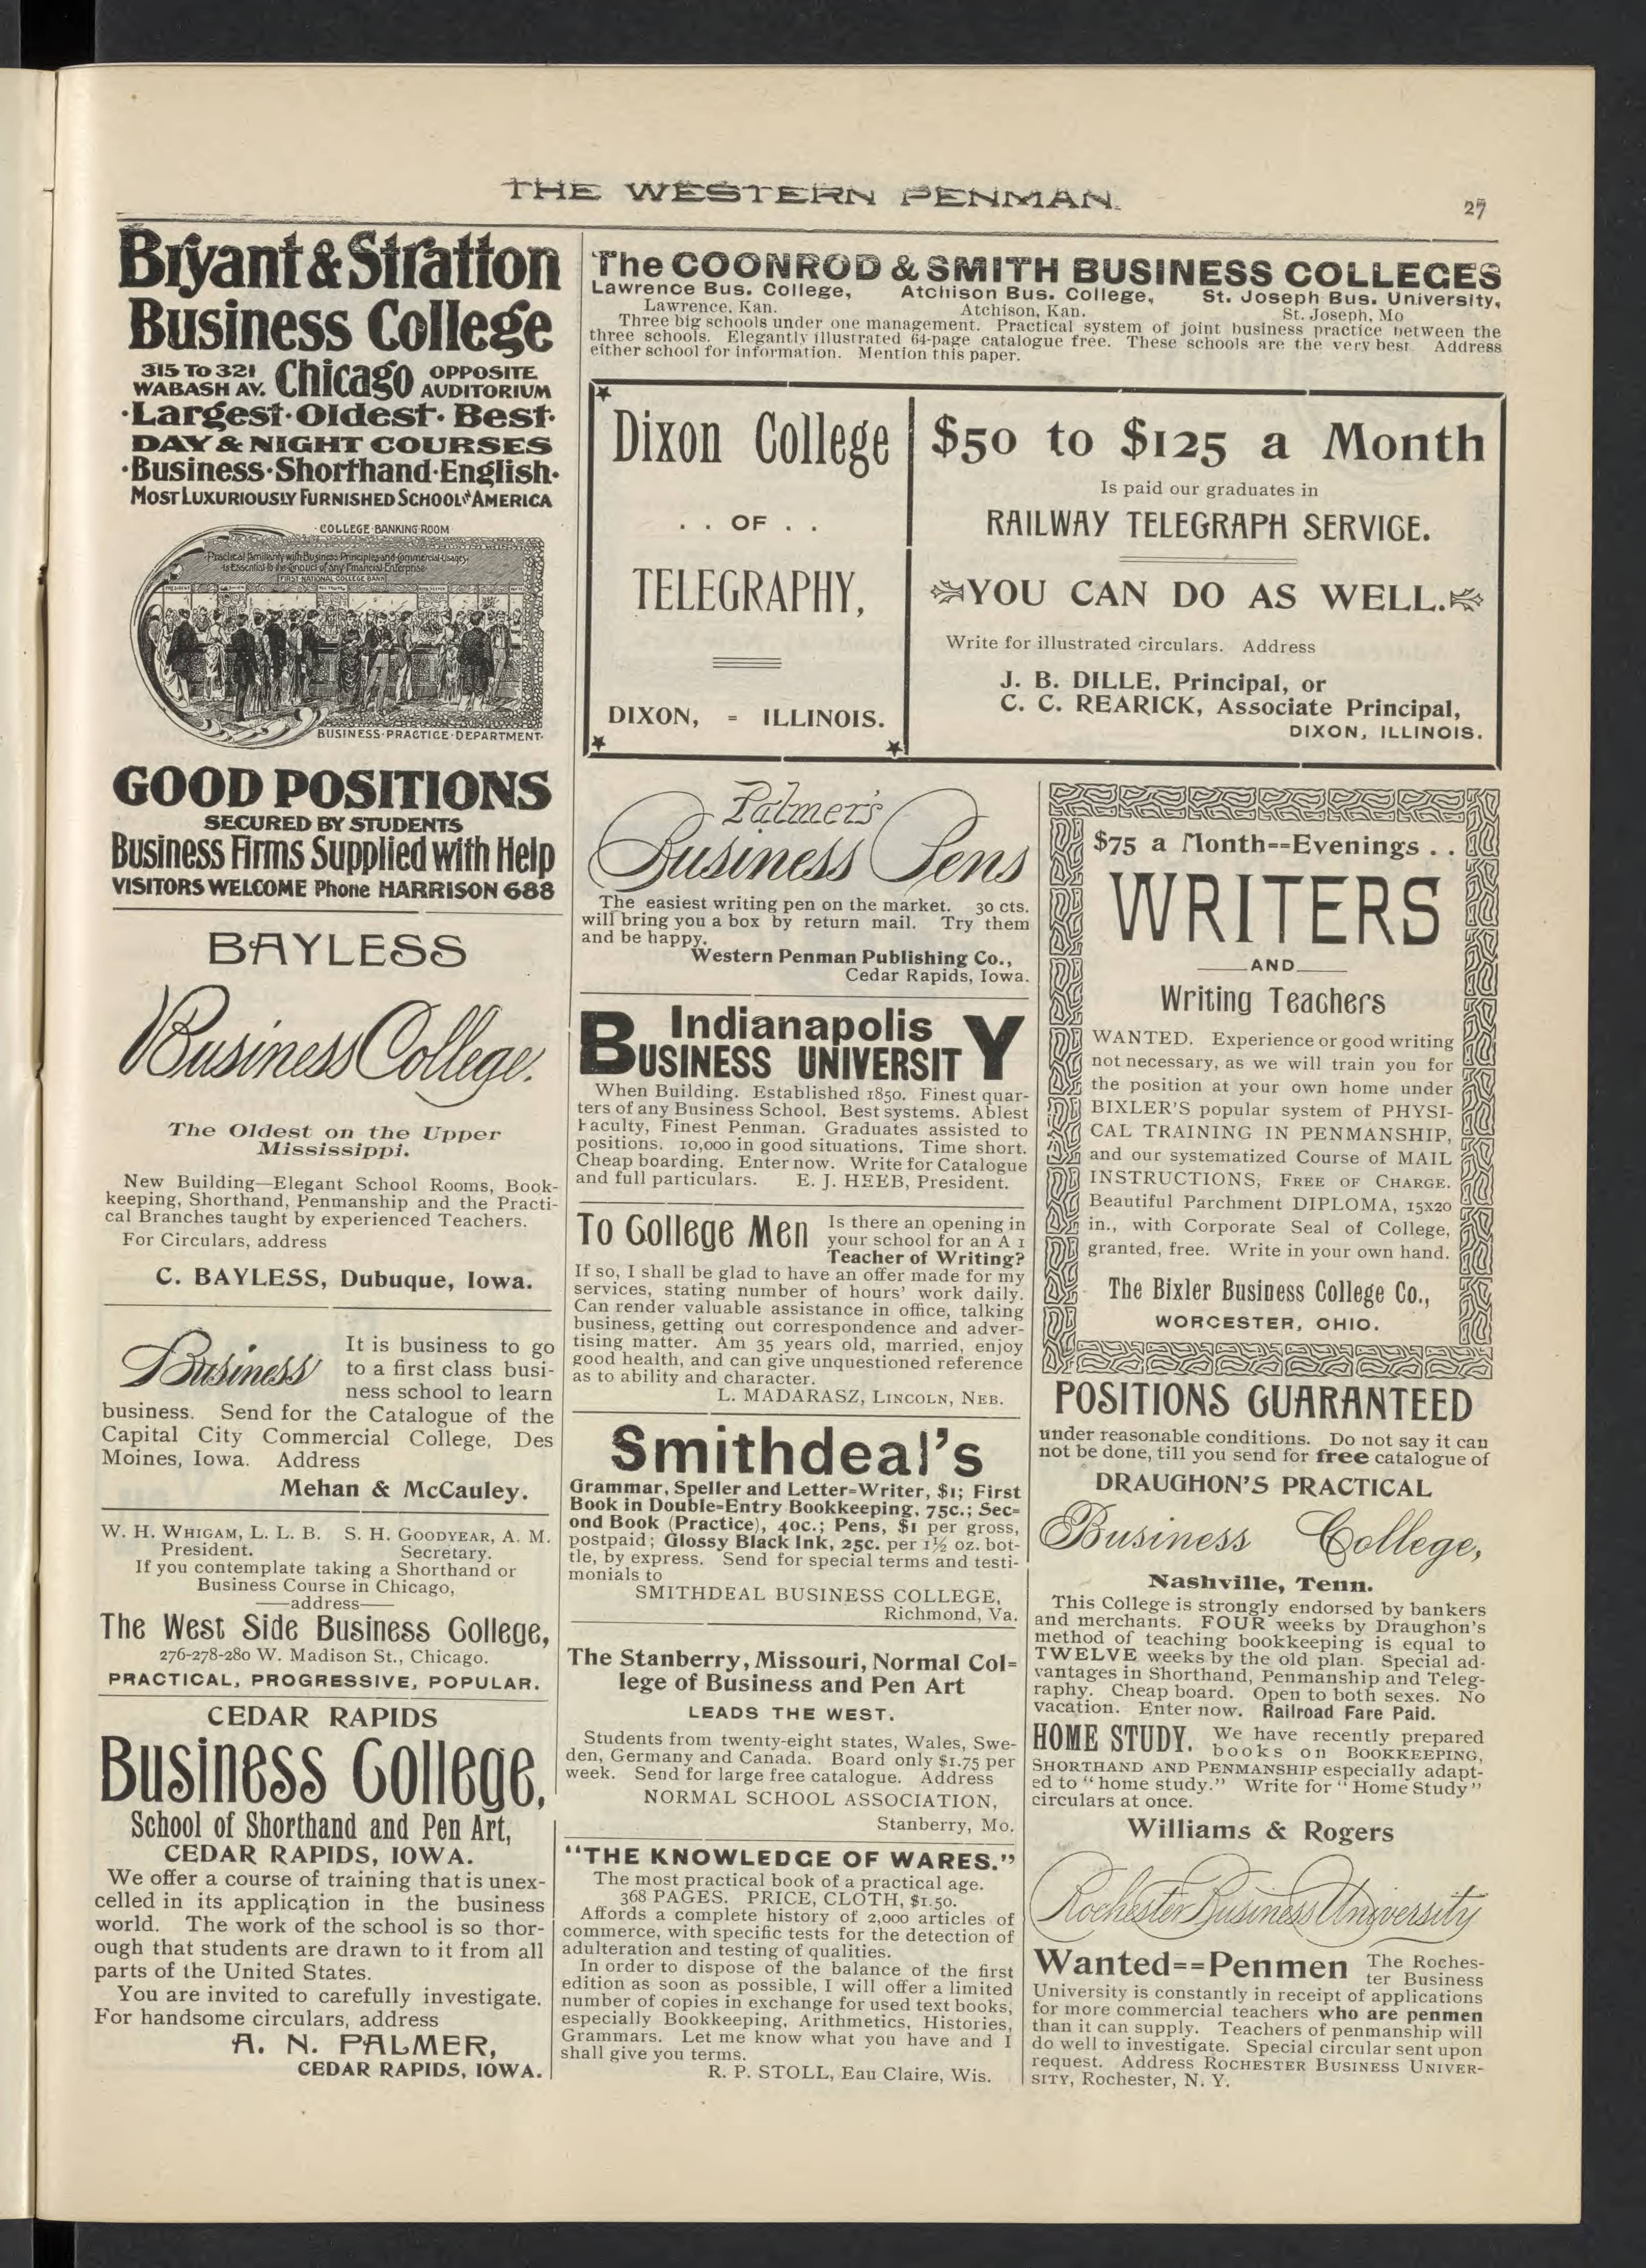 THE WESTERN PENMAN.
27
Bryant & Stratton
Business College
315 TO 321
WABASH AV.
Chicago
OPPOSITE
AUDITORIUM
·Largest·Oldest·Best·
DAY & NIGHT COURSES
·Business·Shorthand·English·
MOST LUXURIOUSLY FURNISHED SCHOOL IN AMERICA
·COLLEGE·BANKING·ROOM
·Practical familiarity with Business Principles and Commercial Usages,
is Essential to the Conduct of any Financial Enterprise·
FIRST NATIONAL COLLEGE BANK
BUSINESS·PRACTICE·DEPARTMENT·
GOOD POSITIONS
SECURED BY STUDENTS
Business Firms Supplied with Help
VISITORS WELCOME Phone HARRISON 688
BAYLESS
Business College.
The Oldest on the Upper
Mississippi.
New Building—Elegant School Rooms, Book-
keeping, Shorthand, Penmanship and the Practi-
cal Branches taught by experienced Teachers.
For Circulars, address
C. BAYLESS, Dubuque, Iowa.
Business
It is business to go
to a first class busi-
ness school to learn
business. Send for the Catalogue of the
Capital City Commercial College, Des
Moines, Iowa. Address
Mehan & McCauley.
W. H. WHIGAM, L. L. B. S. H. GOODYEAR, A. M.
President. Secretary.
If you contemplate taking a Shorthand or
Business Course in Chicago,
——address——
The West Side Business College,
276-278-280 W. Madison St., Chicago.
PRACTICAL, PROGRESSIVE, POPULAR.
CEDAR RAPIDS
Business College,
School of Shorthand and Pen Art,
CEDAR RAPIDS, IOWA.
We offer a course of training that is unex-
celled in its application in the business
world. The work of the school is so thor-
ough that students are drawn to it from all
parts of the United States.
You are invited to carefully investigate.
For handsome circulars, address
A. N. PALMER,
CEDAR RAPIDS, IOWA.
The COONROD & SMITH BUSINESS COLLEGES
Lawrence Bus. College, Atchison Bus. College, St. Joseph Bus. University,
Lawrence, Kan. Atchison, Kan. St. Joseph, Mo
Three big schools under one management. Practical system of joint business practice between the
three schools. Elegantly illustrated 64-page catalogue free. These schools are the very best. Address
either school for information. Mention this paper.
Dixon College
. . OF . .
TELEGRAPHY,
DIXON, = ILLINOIS.
$50 to $125 a Month
Is paid our graduates in
RAILWAY TELEGRAPH SERVICE.
YOU CAN DO AS WELL.
Write for illustrated circulars. Address
J. B. DILLE, Principal, or
C. C. REARICK, Associate Principal,
DIXON, ILLINOIS.
Palmer's
Business Pens
The easiest writing pen on the market. 30 cts.
will bring you a box by return mail. Try them
and be happy.
Western Penman Publishing Co.,
Cedar Rapids, Iowa.
Indianapolis
BUSINESS UNIVERSITY
When Building. Established 1850. Finest quar-
ters of any Business School. Best systems. Ablest
Faculty, Finest Penman. Graduates assisted to
positions. 10,000 in good situations. Time short.
Cheap boarding. Enter now. Write for Catalogue
and full particulars. E. J. HEEB, President.
To College Men
Is there an opening in
your school for an A 1
Teacher of Writing?
If so, I shall be glad to have an offer made for my
services, stating number of hours' work daily.
Can render valuable assistance in office, talking
business, getting out correspondence and adver-
tising matter. Am 35 years old, married, enjoy
good health, and can give unquestioned reference
as to ability and character.
L. MADARASZ, LINCOLN, NEB.
Smithdeal's
Grammar, Speller and Letter=Writer, $1; First
Book in Double=Entry Bookkeeping, 75c.; Sec=
ond Book (Practice), 40c.; Pens, $1 per gross,
postpaid; Glossy Black Ink, 25c. per 1½ oz. bot-
tle, by express. Send for special terms and testi-
monials to
SMITHDEAL BUSINESS COLLEGE,
Richmond, Va.
The Stanberry, Missouri, Normal Col=
lege of Business and Pen Art
LEADS THE WEST.
Students from twenty-eight states, Wales, Swe-
den, Germany and Canada. Board only $1.75 per
week. Send for large free catalogue. Address
NORMAL SCHOOL ASSOCIATION,
Stanberry, Mo.
"THE KNOWLEDGE OF WARES."
The most practical book of a practical age.
368 PAGES. PRICE, CLOTH, $1.50.
Affords a complete history of 2,000 articles of
commerce, with specific tests for the detection of
adulteration and testing of qualities.
In order to dispose of the balance of the first
edition as soon as possible, I will offer a limited
number of copies in exchange for used text books,
especially Bookkeeping, Arithmetics, Histories,
Grammars. Let me know what you have and I
shall give you terms.
R. P. STOLL, Eau Claire, Wis.
$75 a Month==Evenings . .
WRITERS
AND
Writing Teachers
WANTED. Experience or good writing
not necessary, as we will train you for
the position at your own home under
BIXLER'S popular system of PHYSI-
CAL TRAINING IN PENMANSHIP,
and our systematized Course of MAIL
INSTRUCTIONS, FREE OF CHARGE.
Beautiful Parchment DIPLOMA, 15x20
in., with Corporate Seal of College,
granted, free. Write in your own hand.
The Bixler Business College Co.,
WORCESTER, OHIO.
POSITIONS GUARANTEED
under reasonable conditions. Do not say it can
not be done, till you send for free catalogue of
DRAUGHON'S PRACTICAL
Business College,
Nashville, Tenn.
This College is strongly endorsed by bankers
and merchants. FOUR weeks by Draughon's
method of teaching bookkeeping is equal to
TWELVE weeks by the old plan. Special ad-
vantages in Shorthand, Penmanship and Teleg-
raphy. Cheap board. Open to both sexes. No
vacation. Enter now. Railroad Fare Paid.
HOME STUDY.
We have recently prepared
books on BOOKKEEPING,
SHORTHAND AND PENMANSHIP especially adapt-
ed to "home study." Write for "Home Study"
circulars at once.
Williams & Rogers
Rochester Business University
Wanted==Penmen
The Roches-
ter Business
University is constantly in receipt of applications
for more commercial teachers who are penmen
than it can supply. Teachers of penmanship will
do well to investigate. Special circular sent upon
request. Address ROCHESTER BUSINESS UNIVER-
SITY, Rochester, N. Y.